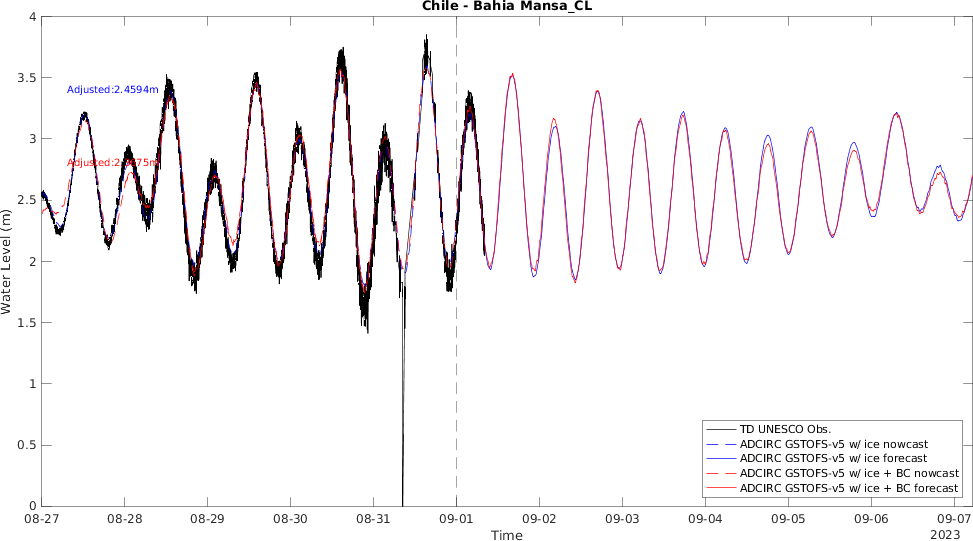 Chile - Bahia Mansa_CL
Water Level (m)
4
3.5
3
2.5
2
1.5
1
0.5
0
Adjusted:2.4594m
TD UNESCO Obs.
ADCIRC GSTOFS-v5 w/ ice nowcast
ADCIRC GSTOFS-v5 w/ ice forecast
ADCIRC GSTOFS-v5 w/ ice + BC nowcast
ADCIRC GSTOFS-v5 w/ ice + BC forecast
08-27 08-28 08-29 08-30 08-31 09-01 09-02 09-03 09-04 09-05 09-06 09-07
Time
2023